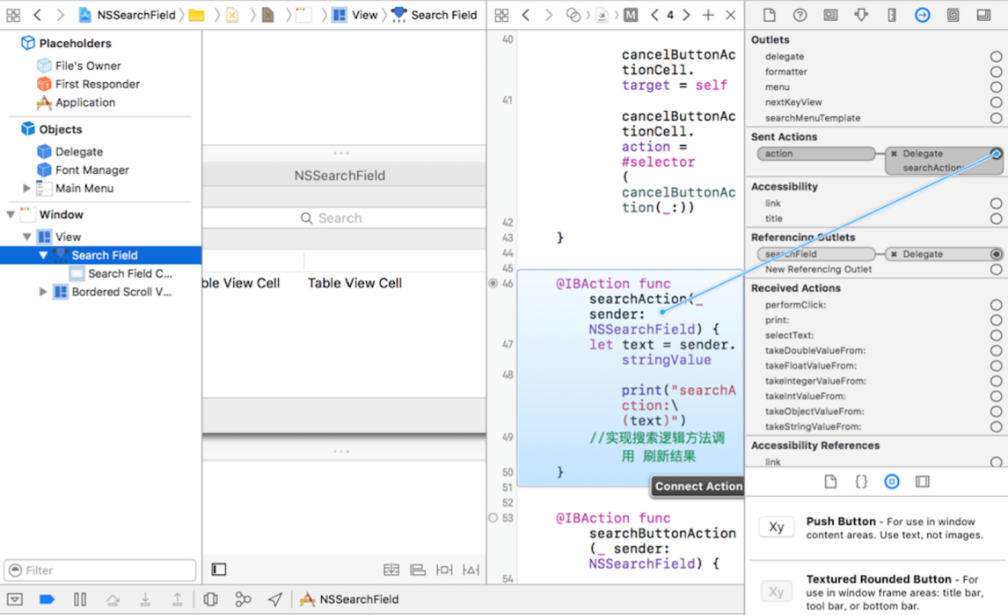 NSSearchField
View
Search Field
4
Placeholders
File's Owner
First Responder
Application
Objects
Delegate
Font Manager
Main Menu
Window
View
Search Field
Search Field C...
Bordered Scroll V...
Filter
NSSearchField
Search
ble View Cell
Table View Cell
40
cancelButtonAc
tionCell.
target = self
41
cancelButtonAc
tionCell.
action =
#selector
(
cancelButtonAc
tion(_:))
42
43 }
44
45
46 @IBAction func
searchAction(_
sender:
NSSearchField) {
47 let text = sender.
stringValue
48
print("searchA
ction:\
(text)")
49 //实现搜索逻辑方法调
用 刷新结果
50 }
51
Connect Action
52
53 @IBAction func
searchButtonAction
(_ sender:
NSSearchField) {
54
NSSearchField
Outlets
delegate
formatter
menu
nextKeyView
searchMenuTemplate
Sent Actions
action
Delegate
searchAction:
Accessibility
link
title
Referencing Outlets
searchField
Delegate
New Referencing Outlet
Received Actions
performClick:
print:
selectText:
takeDoubleValueFrom:
takeFloatValueFrom:
takeIntegerValueFrom:
takeIntValueFrom:
takeObjectValueFrom:
takeStringValueFrom:
Accessibility References
link
Xy
Push Button - For use in window
content areas. Use text, not images.
Xy
Textured Rounded Button - For
use in window frame areas: title bar,
tool bar, or bottom bar.